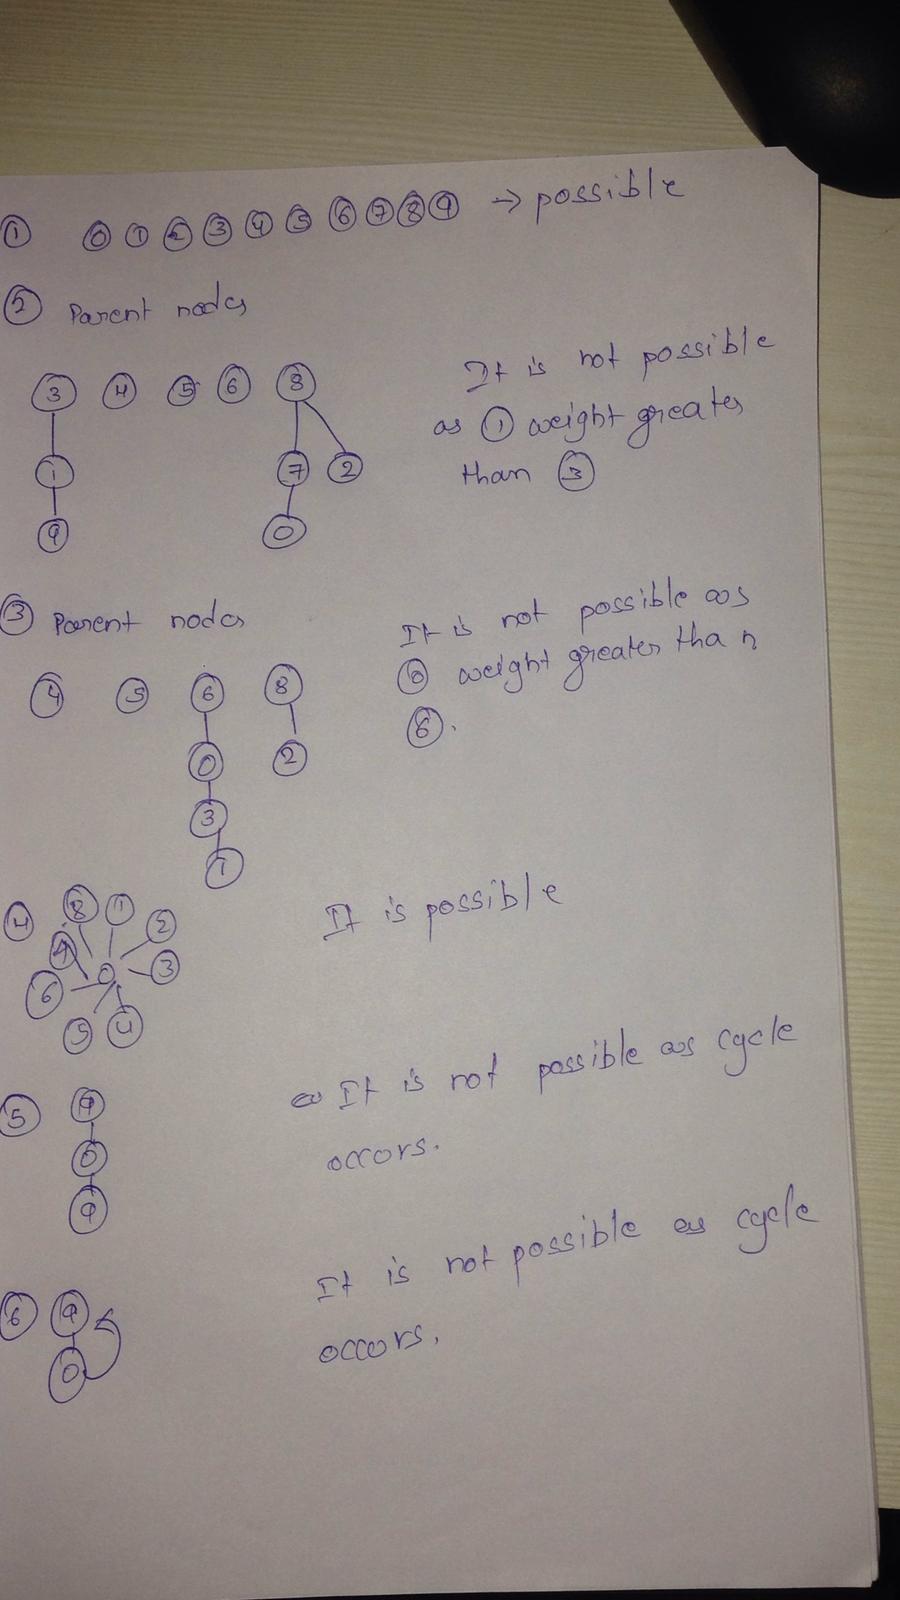 ① 0 1 2 3 4 5 6 7 8 9 → possible
② Parent nodes
3 4 5 6 8
It is not possible
1 7 2
as ① weight greater
than ③
9 0
③ Parent nodes
It is not possible as
4 5 6 8
⓪ weight greater than
⑥.
0 2
3
1
④ 8 1 2
It is possible
9 0 3
6
5 4
⑤ 9
It is not possible as cycle
0
occors.
9
⑥ 9
It is not possible as cycle
0
occors.